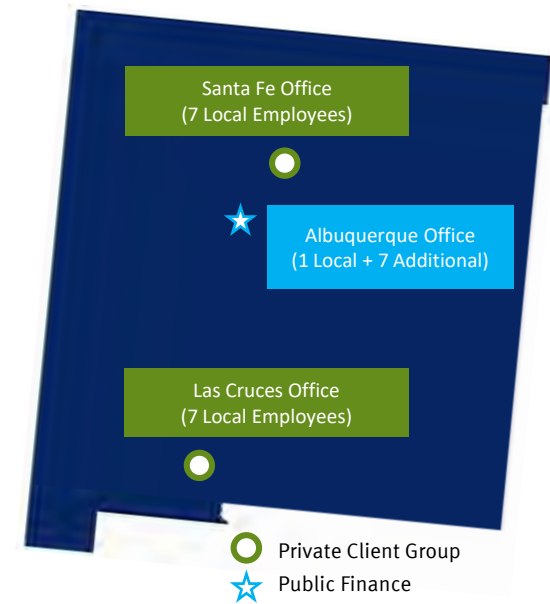 Santa Fe Office
(7 Local Employees)
Albuquerque Office
(1 Local + 7 Additional)
Las Cruces Office
(7 Local Employees)
Private Client Group
Public Finance